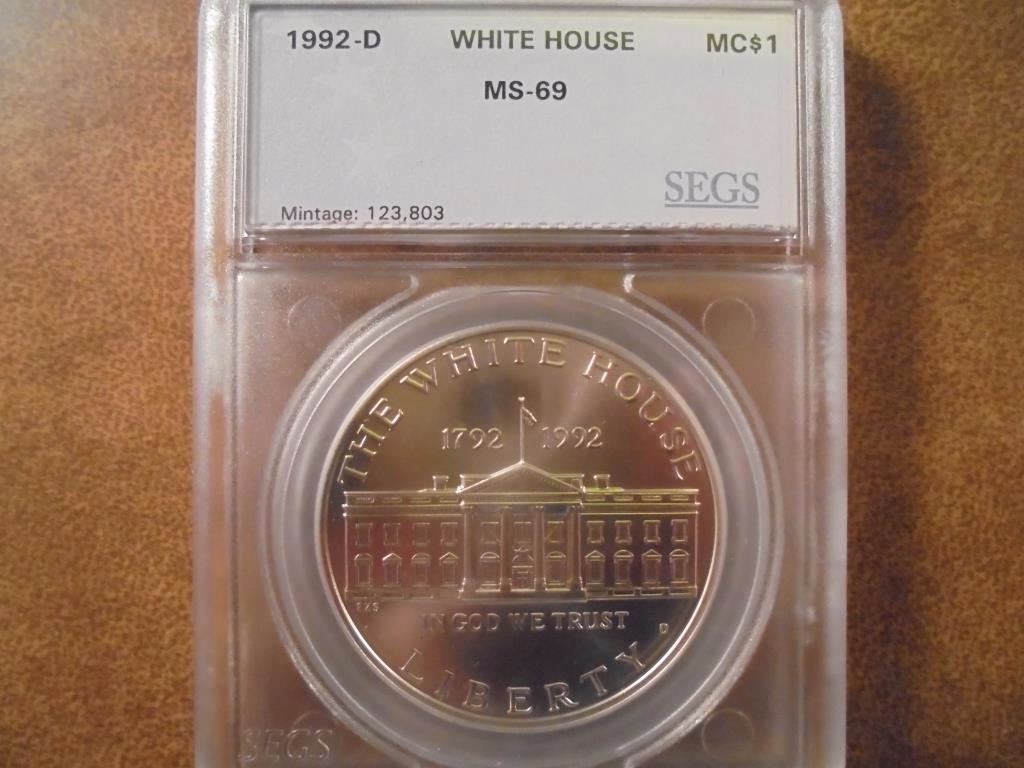 1992-D WHITE HOUSE MC$1
MS-69
SEGS
Mintage: 123,803
THE WHITE HOUSE
1792 1992
IN GOD WE TRUST
D
LIBERTY
SEGS